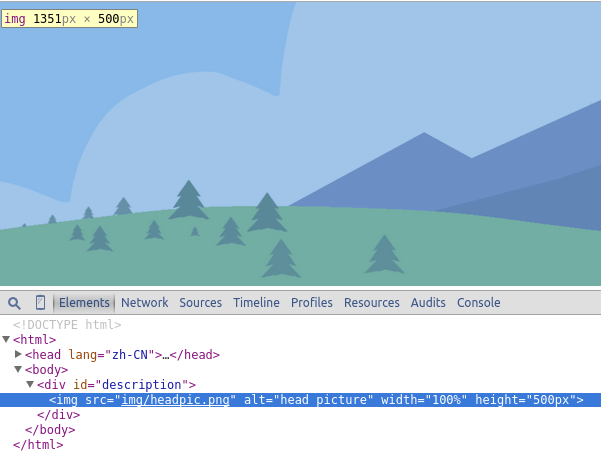 img 1351px × 500px
Elements Network Sources Timeline Profiles Resources Audits Console
<!DOCTYPE html>
<html>
<head lang="zh-CN">…</head>
<body>
<div id="description">
<img src="img/headpic.png" alt="head picture" width="100%" height="500px">
</div>
</body>
</html>